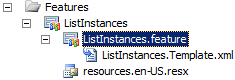 Features
ListInstances
ListInstances.feature
ListInstances.Template.xml
resources.en-US.resx